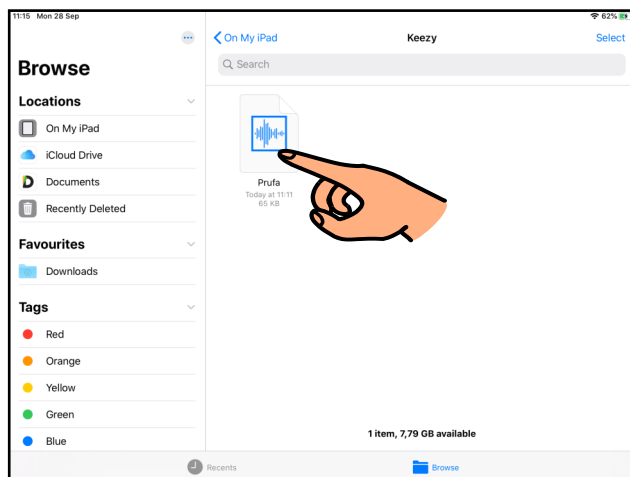 11:15 Mon 28 Sep
62%
On My iPad
Keezy
Select
Search
Browse
Locations
On My iPad
iCloud Drive
Documents
Recently Deleted
Favourites
Downloads
Tags
Red
Orange
Yellow
Green
Blue
Prufa
Today at 11:11
65 KB
1 item, 7,79 GB available
Recents
Browse